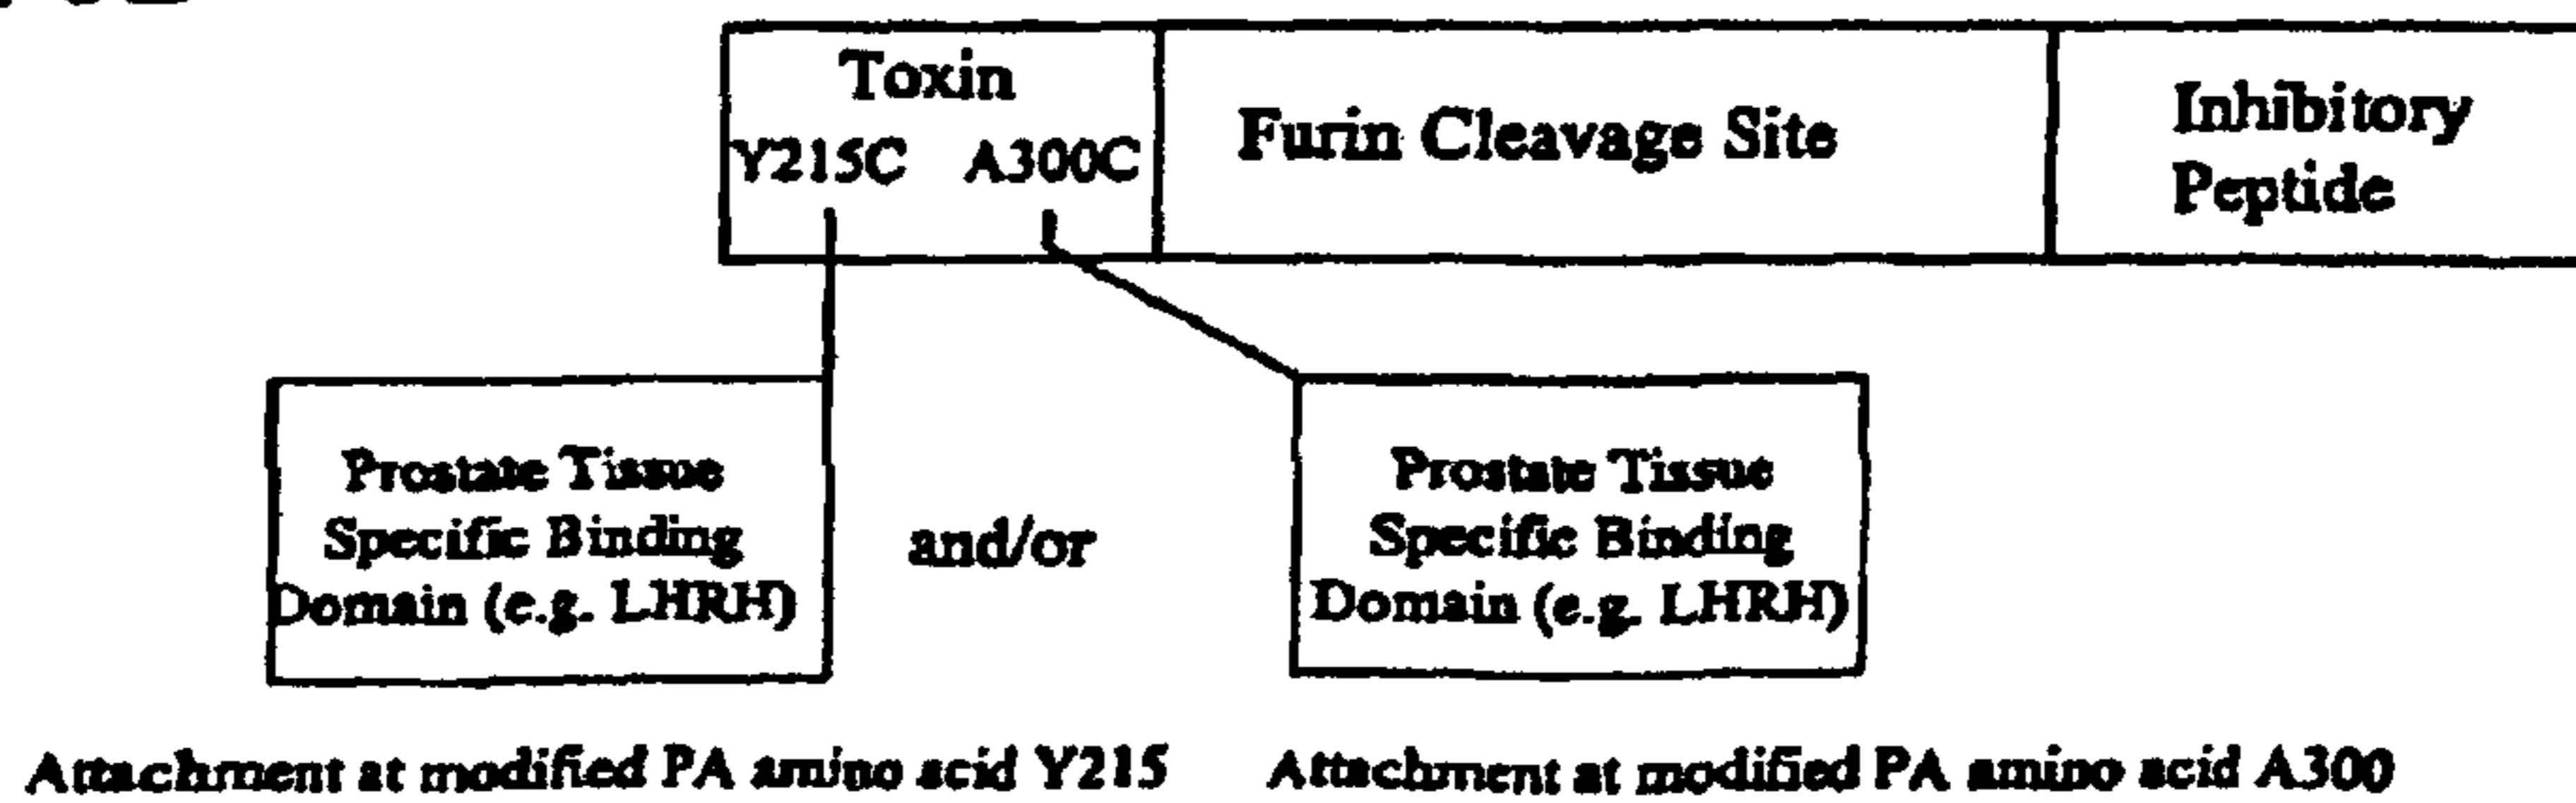 Toxin
Y215C A300C
Furin Cleavage Site
Inhibitory
Peptide
Prostate Tissue
Specific Binding
Domain (e.g. LHRH)
and/or
Prostate Tissue
Specific Binding
Domain (e.g. LHRH)
Attachment at modified PA amino acid Y215
Attachment at modified PA amino acid A300